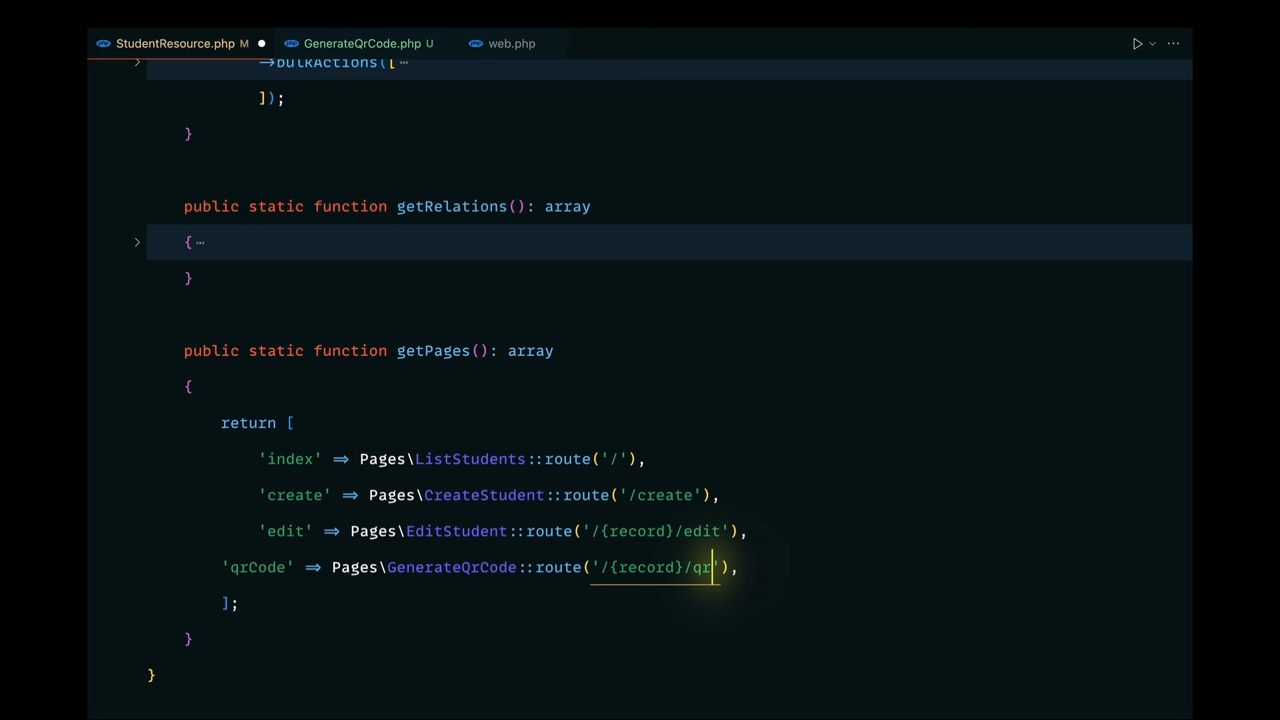 StudentResource.php M GenerateQrCode.php U web.php
->bulkActions([…
]);
}
public static function getRelations(): array
{…
}
public static function getPages(): array
{
return [
'index' => Pages\ListStudents::route('/'),
'create' => Pages\CreateStudent::route('/create'),
'edit' => Pages\EditStudent::route('/{record}/edit'),
'qrCode' => Pages\GenerateQrCode::route('/{record}/qr'),
];
}
}